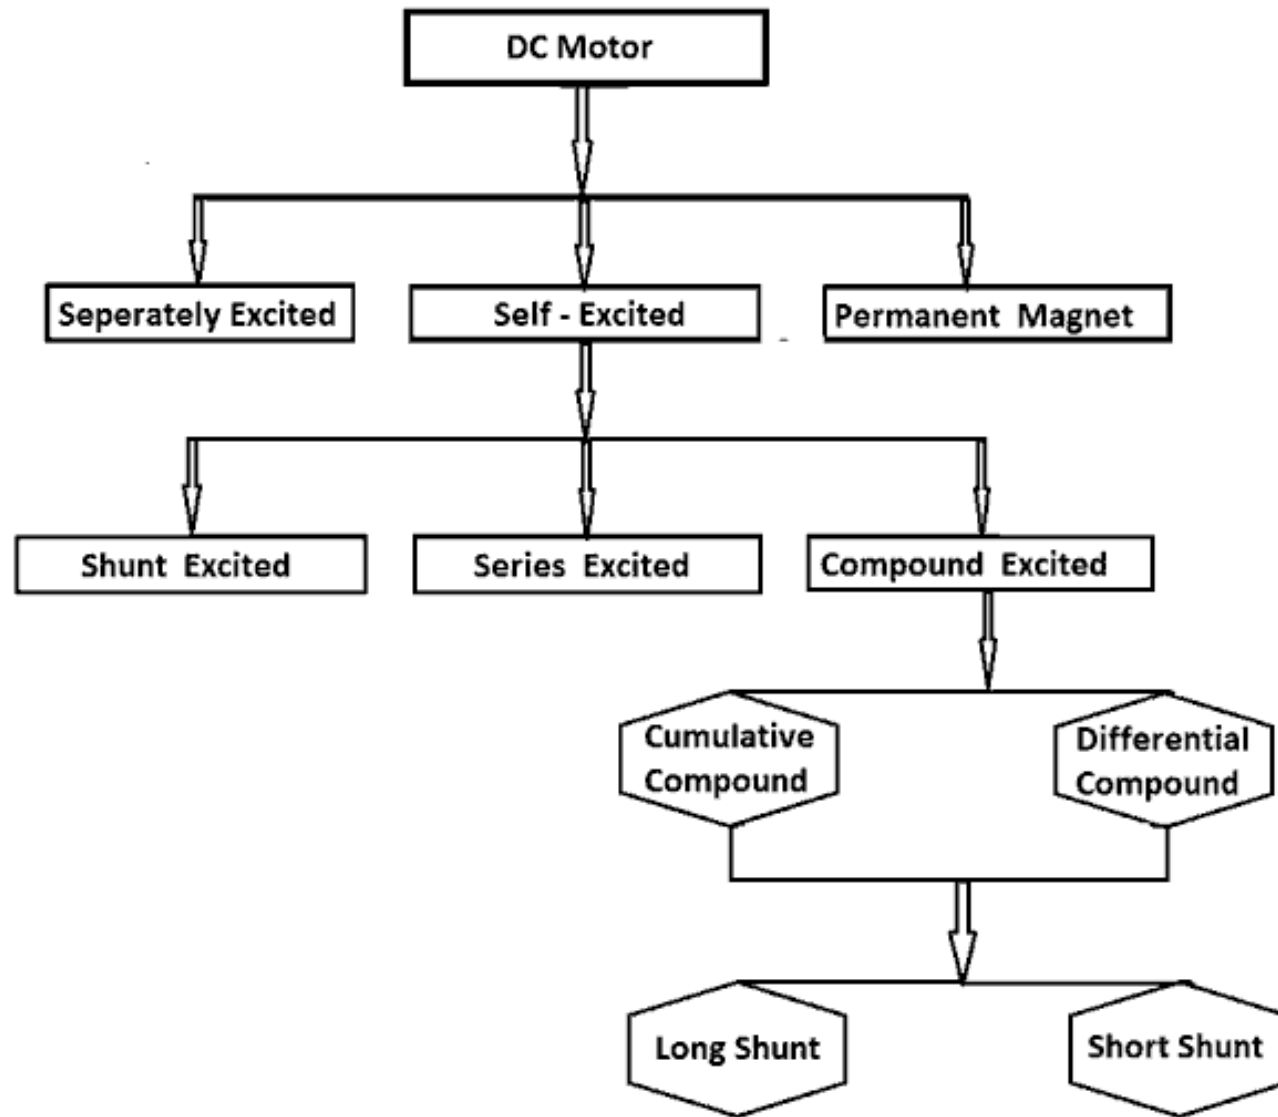 DC Motor
Seperately Excited
Self - Excited
Permanent Magnet
Shunt Excited
Series Excited
Compound Excited
Cumulative
Compound
Differential
Compound
Long Shunt
Short Shunt